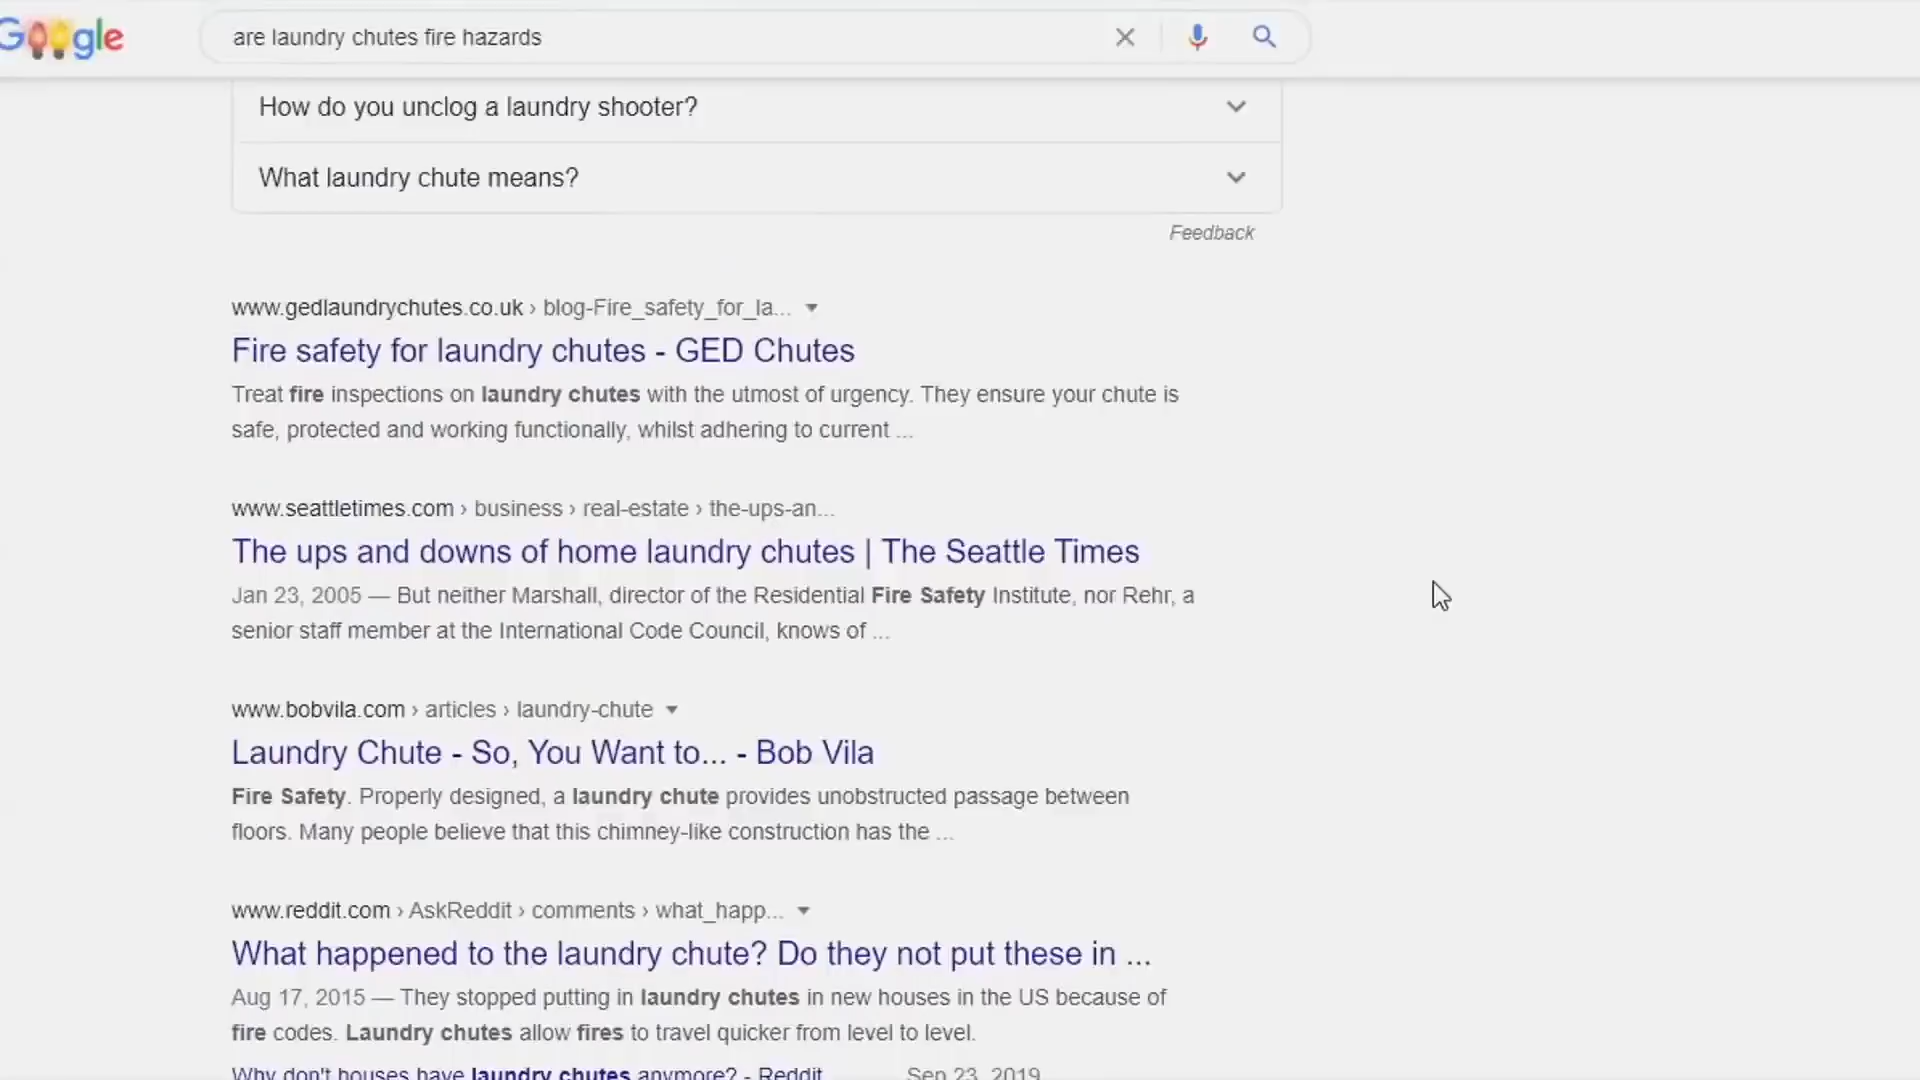 Google
are laundry chutes fire hazards
How do you unclog a laundry shooter?
What laundry chute means?
Feedback
www.gedlaundrychutes.co.uk › blog-Fire_safety_for_la...
Fire safety for laundry chutes - GED Chutes
Treat fire inspections on laundry chutes with the utmost of urgency. They ensure your chute is
safe, protected and working functionally, whilst adhering to current ...
www.seattletimes.com › business › real-estate › the-ups-an...
The ups and downs of home laundry chutes | The Seattle Times
Jan 23, 2005 — But neither Marshall, director of the Residential Fire Safety Institute, nor Rehr, a
senior staff member at the International Code Council, knows of ...
www.bobvila.com › articles › laundry-chute
Laundry Chute - So, You Want to... - Bob Vila
Fire Safety. Properly designed, a laundry chute provides unobstructed passage between
floors. Many people believe that this chimney-like construction has the ...
www.reddit.com › AskReddit › comments › what_happ...
What happened to the laundry chute? Do they not put these in ...
Aug 17, 2015 — They stopped putting in laundry chutes in new houses in the US because of
fire codes. Laundry chutes allow fires to travel quicker from level to level.
Why don't houses have laundry chutes anymore? - Reddit Sep 23, 2019